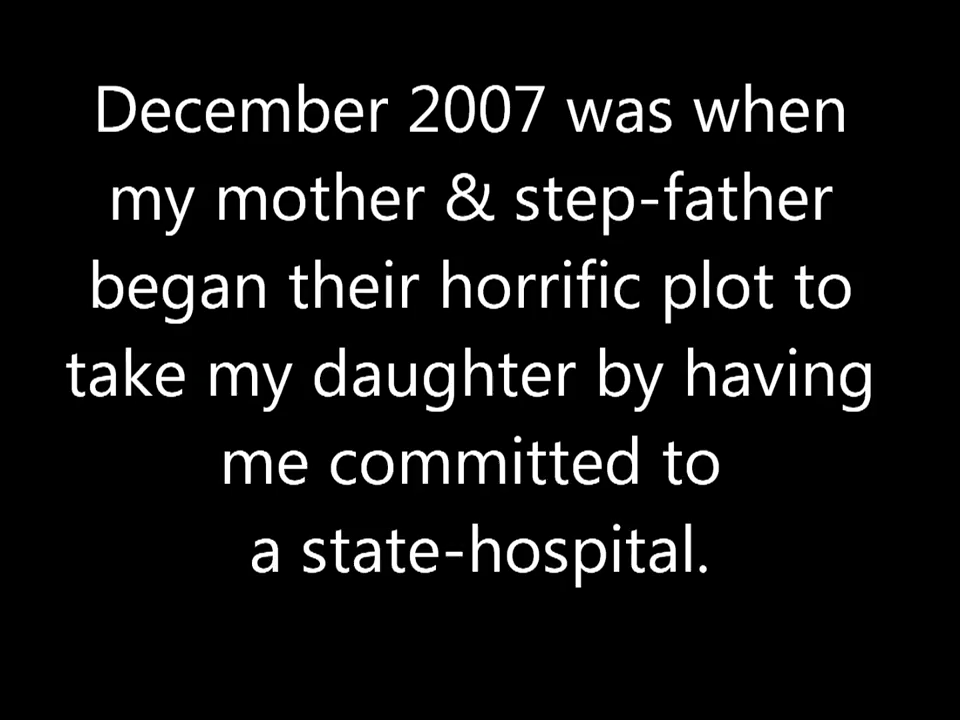 December 2007 was when
my mother & step-father
began their horrific plot to
take my daughter by having
me committed to
a state-hospital.